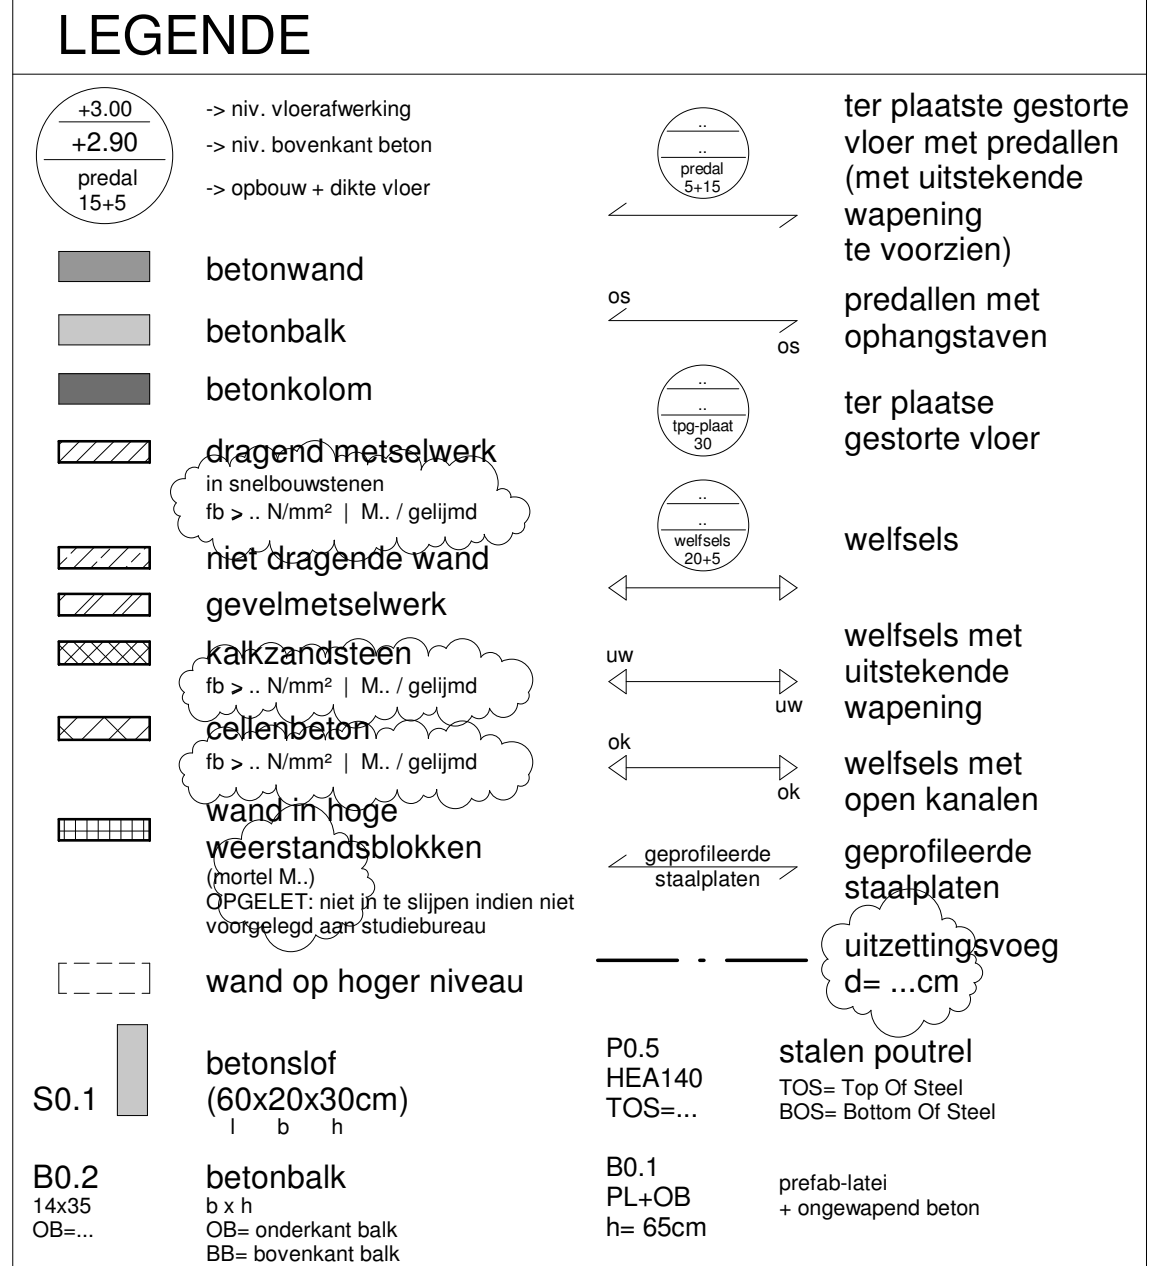 LEGENDE
+3.00
-> niv. vloerafwerking
+2.90
-> niv. bovenkant beton
predal
15+5
-> opbouw + dikte vloer
betonwand
betonbalk
betonkolom
dragend metselwerk
in snelbouwstenen
fb > .. N/mm² | M.. / gelijmd
niet dragende wand
gevelmetselwerk
kalkzandsteen
fb > .. N/mm² | M.. / gelijmd
cellenbeton
fb > .. N/mm² | M.. / gelijmd
wand in hoge
weerstandsblokken
(mortel M..)
OPGELET: niet in te slijpen indien niet
voorgelegd aan studiebureau
wand op hoger niveau
S0.1
betonslof
(60x20x30cm)
l b h
B0.2
14x35
OB=...
betonbalk
b x h
OB= onderkant balk
BB= bovenkant balk
..
..
predal
5+15
ter plaatste gestorte
vloer met predallen
(met uitstekende
wapening
te voorzien)
os
os
predallen met
ophangstaven
..
..
tpg-plaat
30
ter plaatse
gestorte vloer
..
..
welfsels
20+5
welfsels
uw
uw
welfsels met
uitstekende
wapening
ok
ok
welfsels met
open kanalen
geprofileerde
staalplaten
geprofileerde
staalplaten
uitzettingsvoeg
d= ...cm
P0.5
HEA140
TOS=...
stalen poutrel
TOS= Top Of Steel
BOS= Bottom Of Steel
B0.1
PL+OB
h= 65cm
prefab-latei
+ ongewapend beton